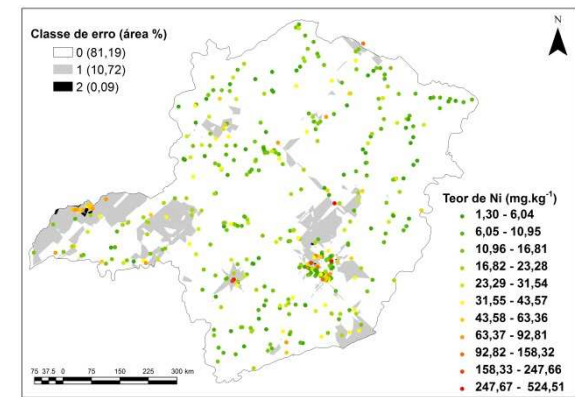 Classe de erro (área %)
0 (81,19)
1 (10,72)
2 (0,09)
N
Teor de Ni (mg.kg⁻¹)
1,30 - 6,04
6,05 - 10,95
10,96 - 16,81
16,82 - 23,28
23,29 - 31,54
31,55 - 43,57
43,58 - 63,36
63,37 - 92,81
92,82 - 158,32
158,33 - 247,66
247,67 - 524,51
75 37.5 0 75 150 225 300 km